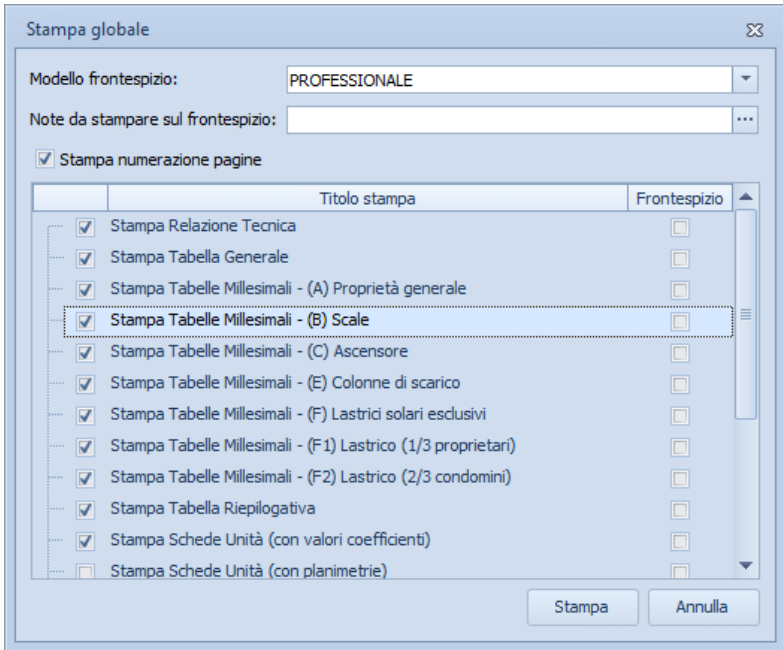 Stampa globale
Modello frontespizio: PROFESSIONALE
Note da stampare sul frontespizio: ...
Stampa numerazione pagine
Titolo stampa Frontespizio
Stampa Relazione Tecnica
Stampa Tabella Generale
Stampa Tabelle Millesimali - (A) Proprietà generale
Stampa Tabelle Millesimali - (B) Scale
Stampa Tabelle Millesimali - (C) Ascensore
Stampa Tabelle Millesimali - (E) Colonne di scarico
Stampa Tabelle Millesimali - (F) Lastrici solari esclusivi
Stampa Tabelle Millesimali - (F1) Lastrico (1/3 proprietari)
Stampa Tabelle Millesimali - (F2) Lastrico (2/3 condomini)
Stampa Tabella Riepilogativa
Stampa Schede Unità (con valori coefficienti)
Stampa Schede Unità (con planimetrie)
Stampa Annulla